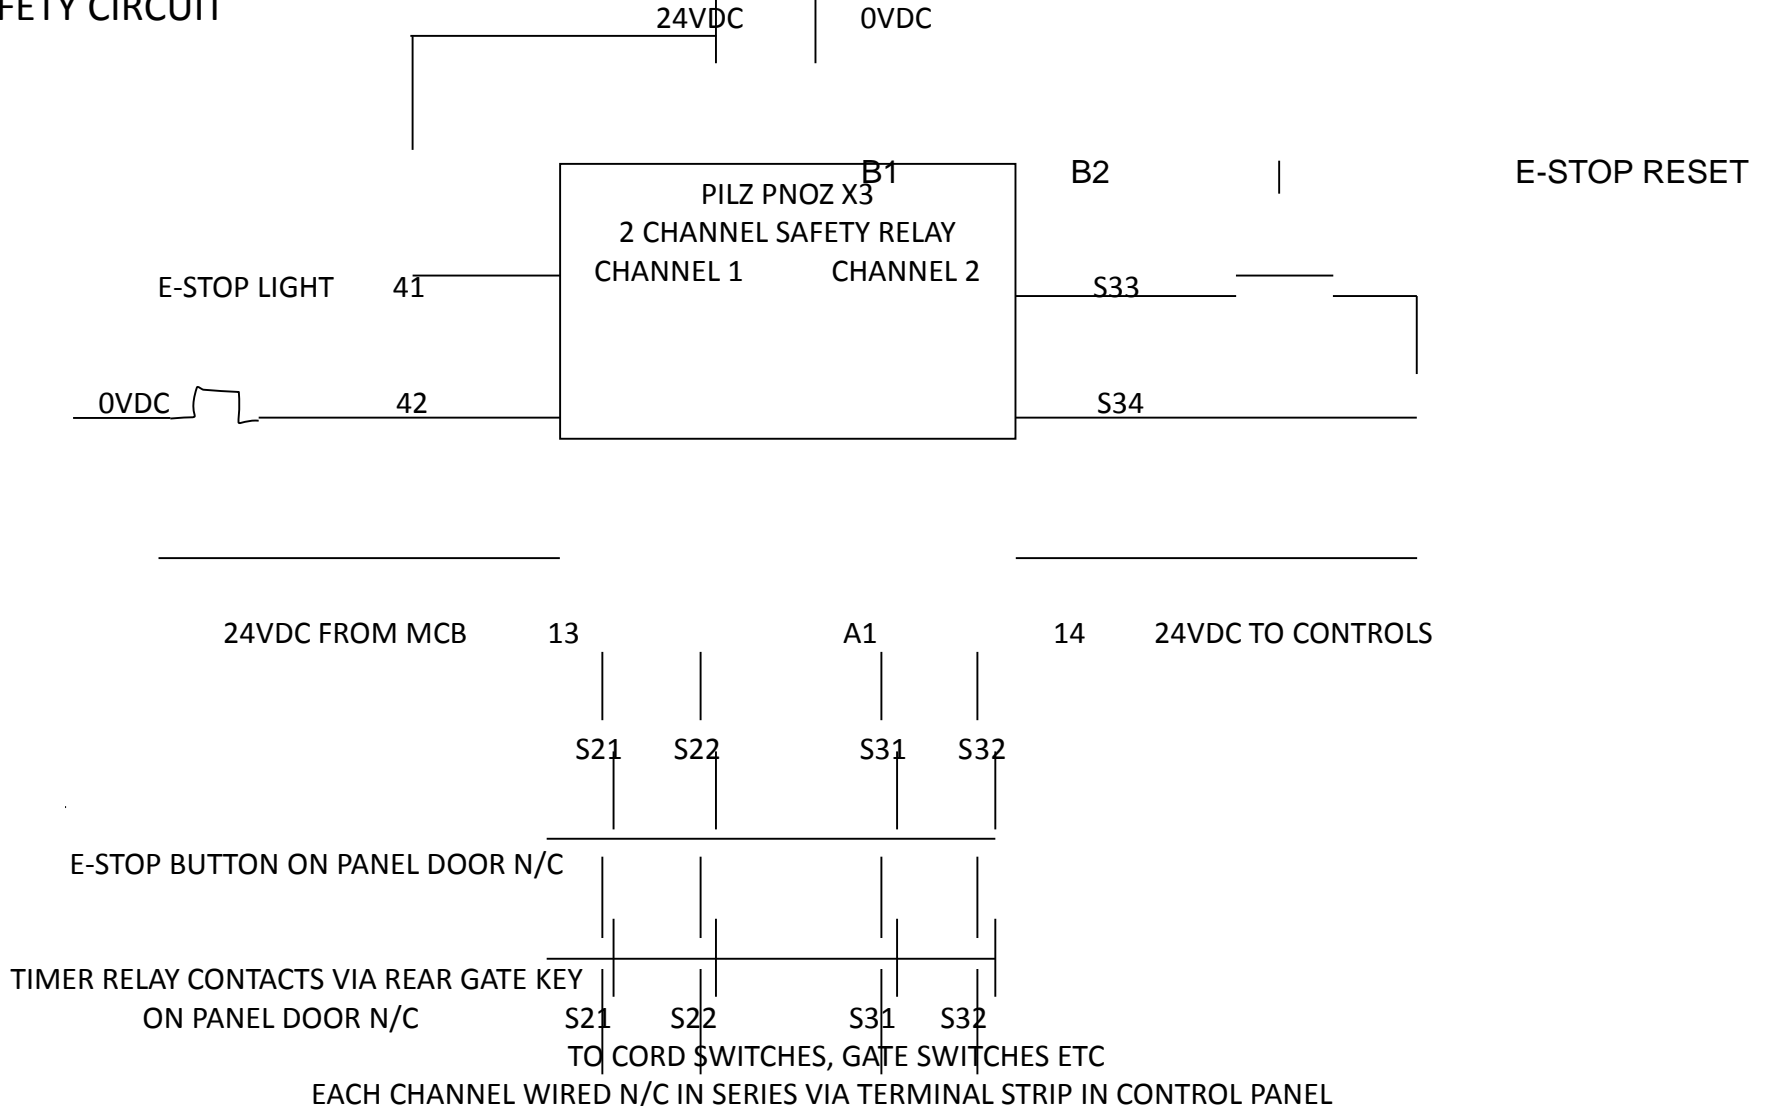 FETY CIRCUIT
24VDC 0VDC
B1 B2 E-STOP RESET
PILZ PNOZ X3
2 CHANNEL SAFETY RELAY
CHANNEL 1 CHANNEL 2
E-STOP LIGHT 41 S33
0VDC 42 S34
24VDC FROM MCB 13 A1 14 24VDC TO CONTROLS
S21 S22 S31 S32
E-STOP BUTTON ON PANEL DOOR N/C
TIMER RELAY CONTACTS VIA REAR GATE KEY
ON PANEL DOOR N/C S21 S22 S31 S32
TO CORD SWITCHES, GATE SWITCHES ETC
EACH CHANNEL WIRED N/C IN SERIES VIA TERMINAL STRIP IN CONTROL PANEL